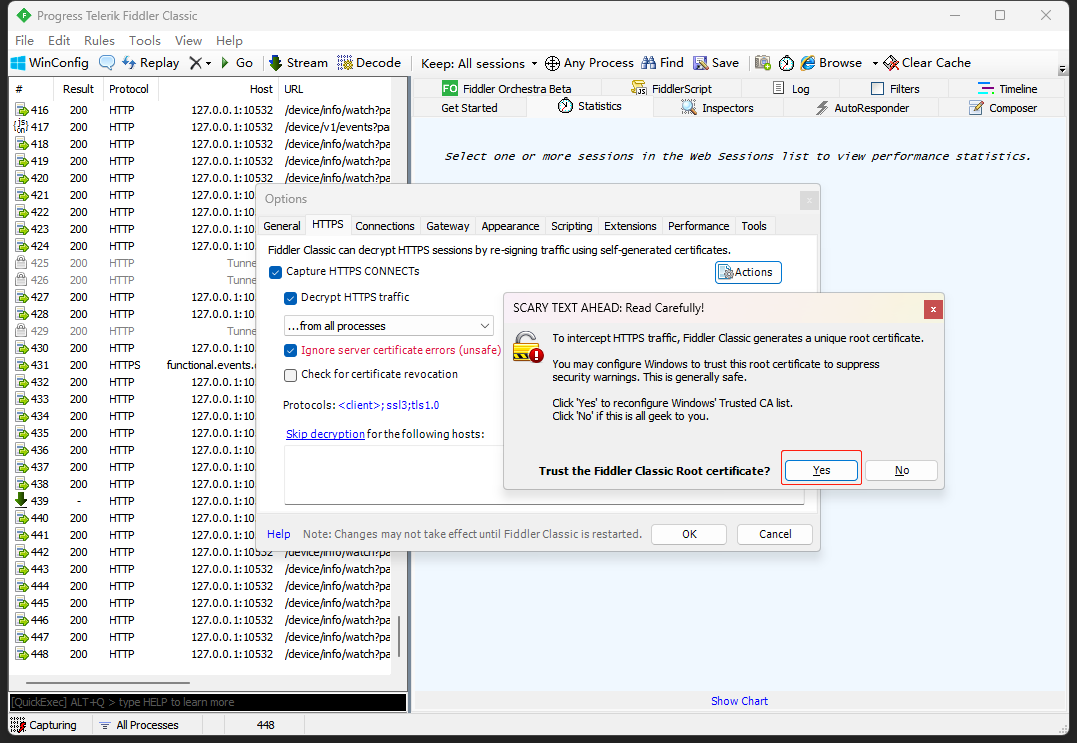 Progress Telerik Fiddler Classic
File Edit Rules Tools View Help
WinConfig Replay Go Stream Decode Keep: All sessions Any Process Find Save Browse Clear Cache
# Result Protocol Host URL
416 200 HTTP 127.0.0.1:10532 /device/info/watch?pa
417 200 HTTP 127.0.0.1:10532 /device/v1/events?pa
418 200 HTTP 127.0.0.1:10532 /device/info/watch?pa
419 200 HTTP 127.0.0.1:10532 /device/info/watch?pa
420 200 HTTP 127.0.0.1:10532 /device/info/watch?pa
421 200 HTTP 127.0.0.1:10
422 200 HTTP 127.0.0.1:10
423 200 HTTP 127.0.0.1:10
424 200 HTTP 127.0.0.1:10
425 200 HTTP Tunne
426 200 HTTP Tunne
427 200 HTTP 127.0.0.1:10
428 200 HTTP 127.0.0.1:10
429 200 HTTP Tunne
430 200 HTTP 127.0.0.1:10
431 200 HTTPS functional.events.
432 200 HTTP 127.0.0.1:10
433 200 HTTP 127.0.0.1:10
434 200 HTTP 127.0.0.1:10
435 200 HTTP 127.0.0.1:10
436 200 HTTP 127.0.0.1:10
437 200 HTTP 127.0.0.1:10
438 200 HTTP 127.0.0.1:10
439 - HTTP 127.0.0.1:10
440 200 HTTP 127.0.0.1:10
441 200 HTTP 127.0.0.1:10
442 200 HTTP 127.0.0.1:10532 /device/info/watch?pa
443 200 HTTP 127.0.0.1:10532 /device/info/watch?pa
444 200 HTTP 127.0.0.1:10532 /device/info/watch?pa
445 200 HTTP 127.0.0.1:10532 /device/info/watch?pa
446 200 HTTP 127.0.0.1:10532 /device/info/watch?pa
447 200 HTTP 127.0.0.1:10532 /device/info/watch?pa
448 200 HTTP 127.0.0.1:10532 /device/info/watch?pa
[QuickExec] ALT+Q > type HELP to learn more
Capturing All Processes 448
FO Fiddler Orchestra Beta FiddlerScript Log Filters Timeline
Get Started Statistics Inspectors AutoResponder Composer
Select one or more sessions in the Web Sessions list to view performance statistics.
Show Chart
Options
General HTTPS Connections Gateway Appearance Scripting Extensions Performance Tools
Fiddler Classic can decrypt HTTPS sessions by re-signing traffic using self-generated certificates.
Capture HTTPS CONNECTs
Actions
Decrypt HTTPS traffic
...from all processes
Ignore server certificate errors (unsafe)
Check for certificate revocation
Protocols: <client>;ssl3;tls1.0
Skip decryption for the following hosts:
Help Note: Changes may not take effect until Fiddler Classic is restarted. OK Cancel
SCARY TEXT AHEAD: Read Carefully!
To intercept HTTPS traffic, Fiddler Classic generates a unique root certificate.
You may configure Windows to trust this root certificate to suppress
security warnings. This is generally safe.
Click 'Yes' to reconfigure Windows' Trusted CA list.
Click 'No' if this is all geek to you.
Trust the Fiddler Classic Root certificate? Yes No